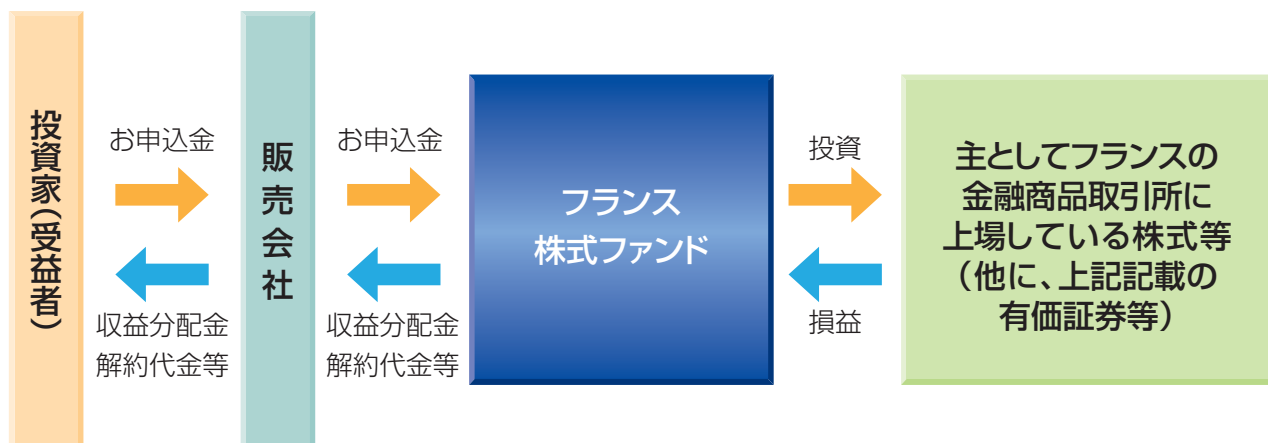 投資家(受益者)
お申込金
収益分配金
解約代金等
販売会社
お申込金
収益分配金
解約代金等
フランス
株式ファンド
投資
損益
主としてフランスの
金融商品取引所に
上場している株式等
(他に、上記記載の
有価証券等)